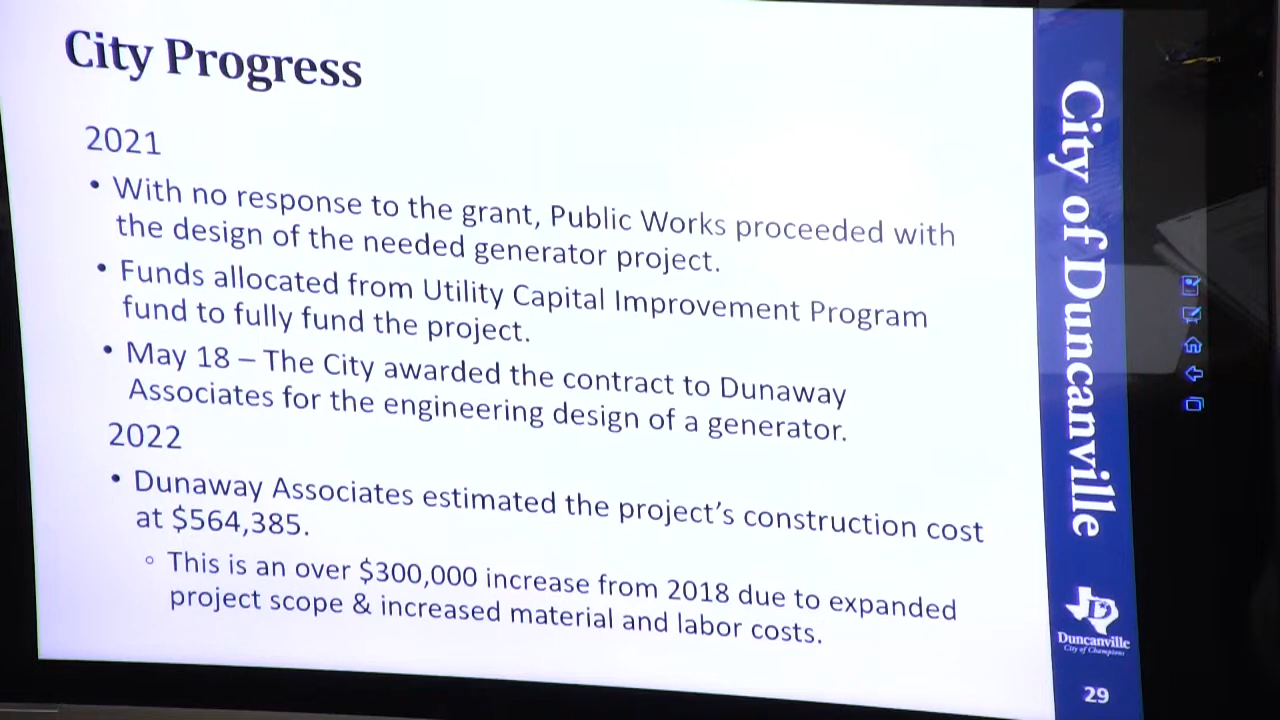 City Progress
2021
• With no response to the grant, Public Works proceeded with
the design of the needed generator project.
• Funds allocated from Utility Capital Improvement Program
fund to fully fund the project.
• May 18 – The City awarded the contract to Dunaway
Associates for the engineering design of a generator.
2022
• Dunaway Associates estimated the project's construction cost
at $564,385.
◦ This is an over $300,000 increase from 2018 due to expanded
project scope & increased material and labor costs.
City of Duncanville
D
Duncanville
City of Champions
29